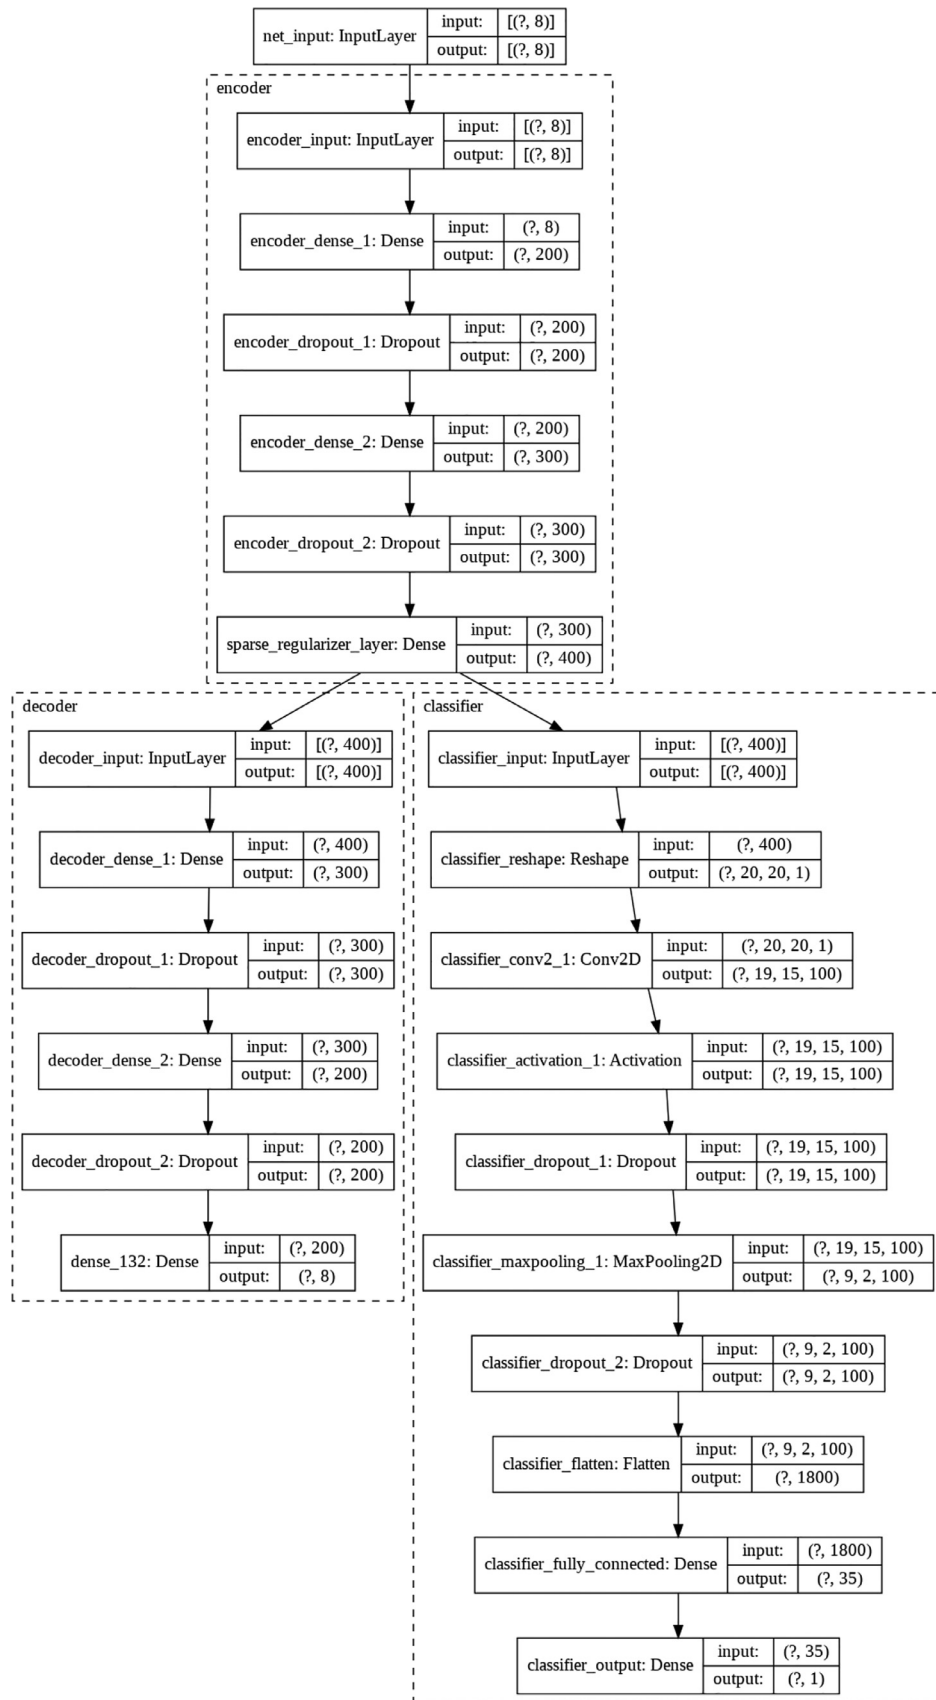 net_input: InputLayer
input:
[(?, 8)]
output:
[(?, 8)]
encoder
encoder_input: InputLayer
input:
[(?, 8)]
output:
[(?, 8)]
encoder_dense_1: Dense
input:
(?, 8)
output:
(?, 200)
encoder_dropout_1: Dropout
input:
(?, 200)
output:
(?, 200)
encoder_dense_2: Dense
input:
(?, 200)
output:
(?, 300)
encoder_dropout_2: Dropout
input:
(?, 300)
output:
(?, 300)
sparse_regularizer_layer: Dense
input:
(?, 300)
output:
(?, 400)
decoder
decoder_input: InputLayer
input:
[(?, 400)]
output:
[(?, 400)]
decoder_dense_1: Dense
input:
(?, 400)
output:
(?, 300)
decoder_dropout_1: Dropout
input:
(?, 300)
output:
(?, 300)
decoder_dense_2: Dense
input:
(?, 300)
output:
(?, 200)
decoder_dropout_2: Dropout
input:
(?, 200)
output:
(?, 200)
dense_132: Dense
input:
(?, 200)
output:
(?, 8)
classifier
classifier_input: InputLayer
input:
[(?, 400)]
output:
[(?, 400)]
classifier_reshape: Reshape
input:
(?, 400)
output:
(?, 20, 20, 1)
classifier_conv2_1: Conv2D
input:
(?, 20, 20, 1)
output:
(?, 19, 15, 100)
classifier_activation_1: Activation
input:
(?, 19, 15, 100)
output:
(?, 19, 15, 100)
classifier_dropout_1: Dropout
input:
(?, 19, 15, 100)
output:
(?, 19, 15, 100)
classifier_maxpooling_1: MaxPooling2D
input:
(?, 19, 15, 100)
output:
(?, 9, 2, 100)
classifier_dropout_2: Dropout
input:
(?, 9, 2, 100)
output:
(?, 9, 2, 100)
classifier_flatten: Flatten
input:
(?, 9, 2, 100)
output:
(?, 1800)
classifier_fully_connected: Dense
input:
(?, 1800)
output:
(?, 35)
classifier_output: Dense
input:
(?, 35)
output:
(?, 1)